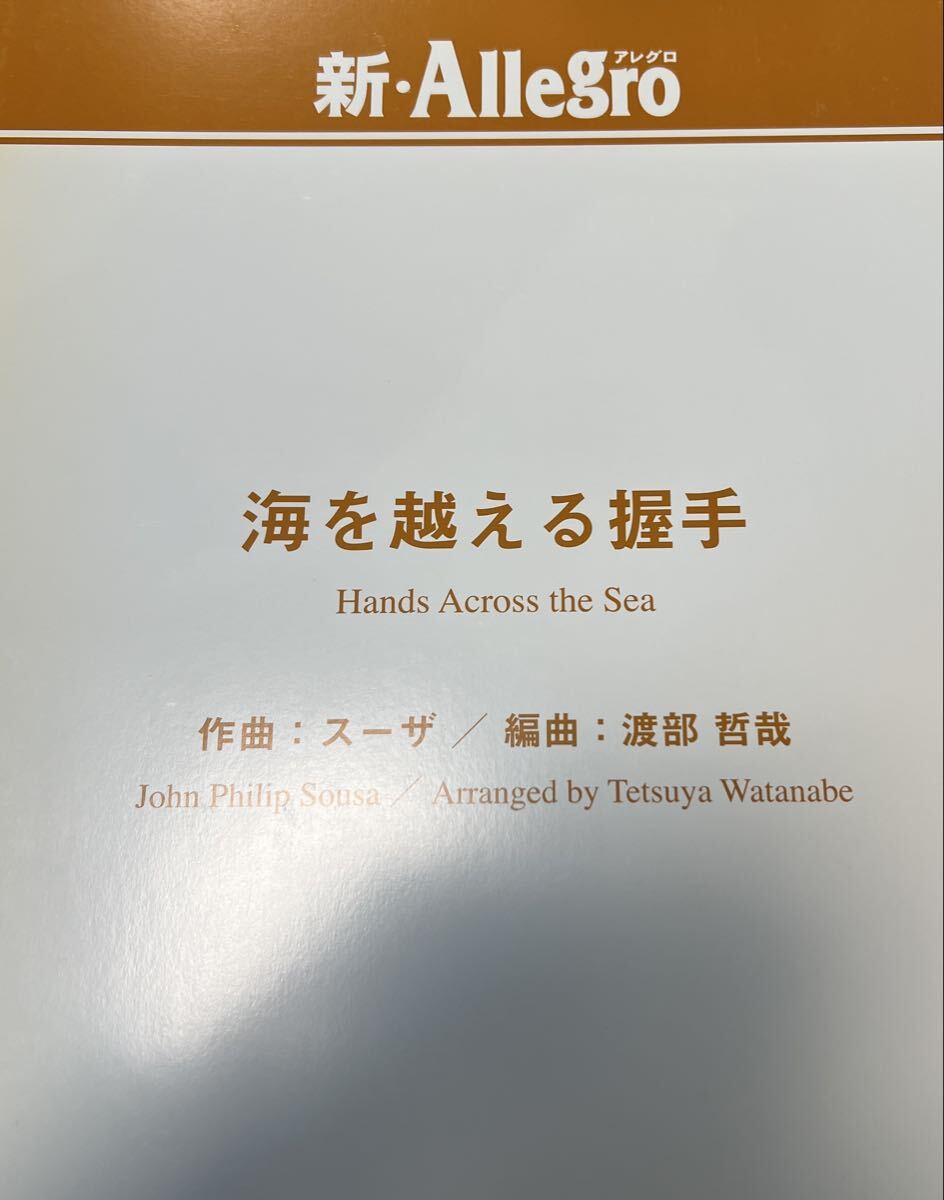 アレグロ
新・Allegro
海を越える握手
Hands Across the Sea
作曲：スーザ ／ 編曲：渡部 哲哉
John Philip Sousa ／ Arranged by Tetsuya Watanabe